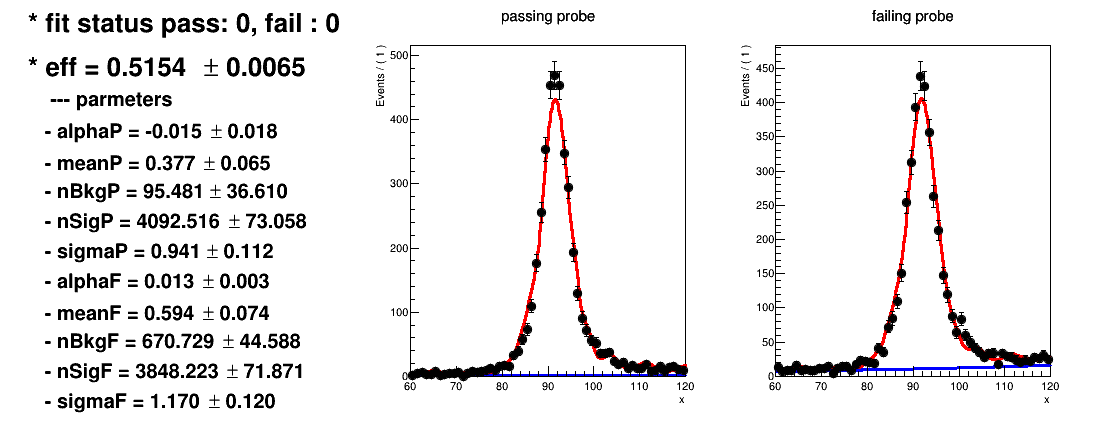 * fit status pass: 0, fail : 0
* eff = 0.5154 ± 0.0065
--- parmeters
- alphaP = -0.015 ± 0.018
- meanP = 0.377 ± 0.065
- nBkgP = 95.481 ± 36.610
- nSigP = 4092.516 ± 73.058
- sigmaP = 0.941 ± 0.112
- alphaF = 0.013 ± 0.003
- meanF = 0.594 ± 0.074
- nBkgF = 670.729 ± 44.588
- nSigF = 3848.223 ± 71.871
- sigmaF = 1.170 ± 0.120
passing probe
Events / ( 1 )
500
400
300
200
100
0
60 70 80 90 100 110 120
x
failing probe
Events / ( 1 )
450
400
350
300
250
200
150
100
50
0
60 70 80 90 100 110 120
x